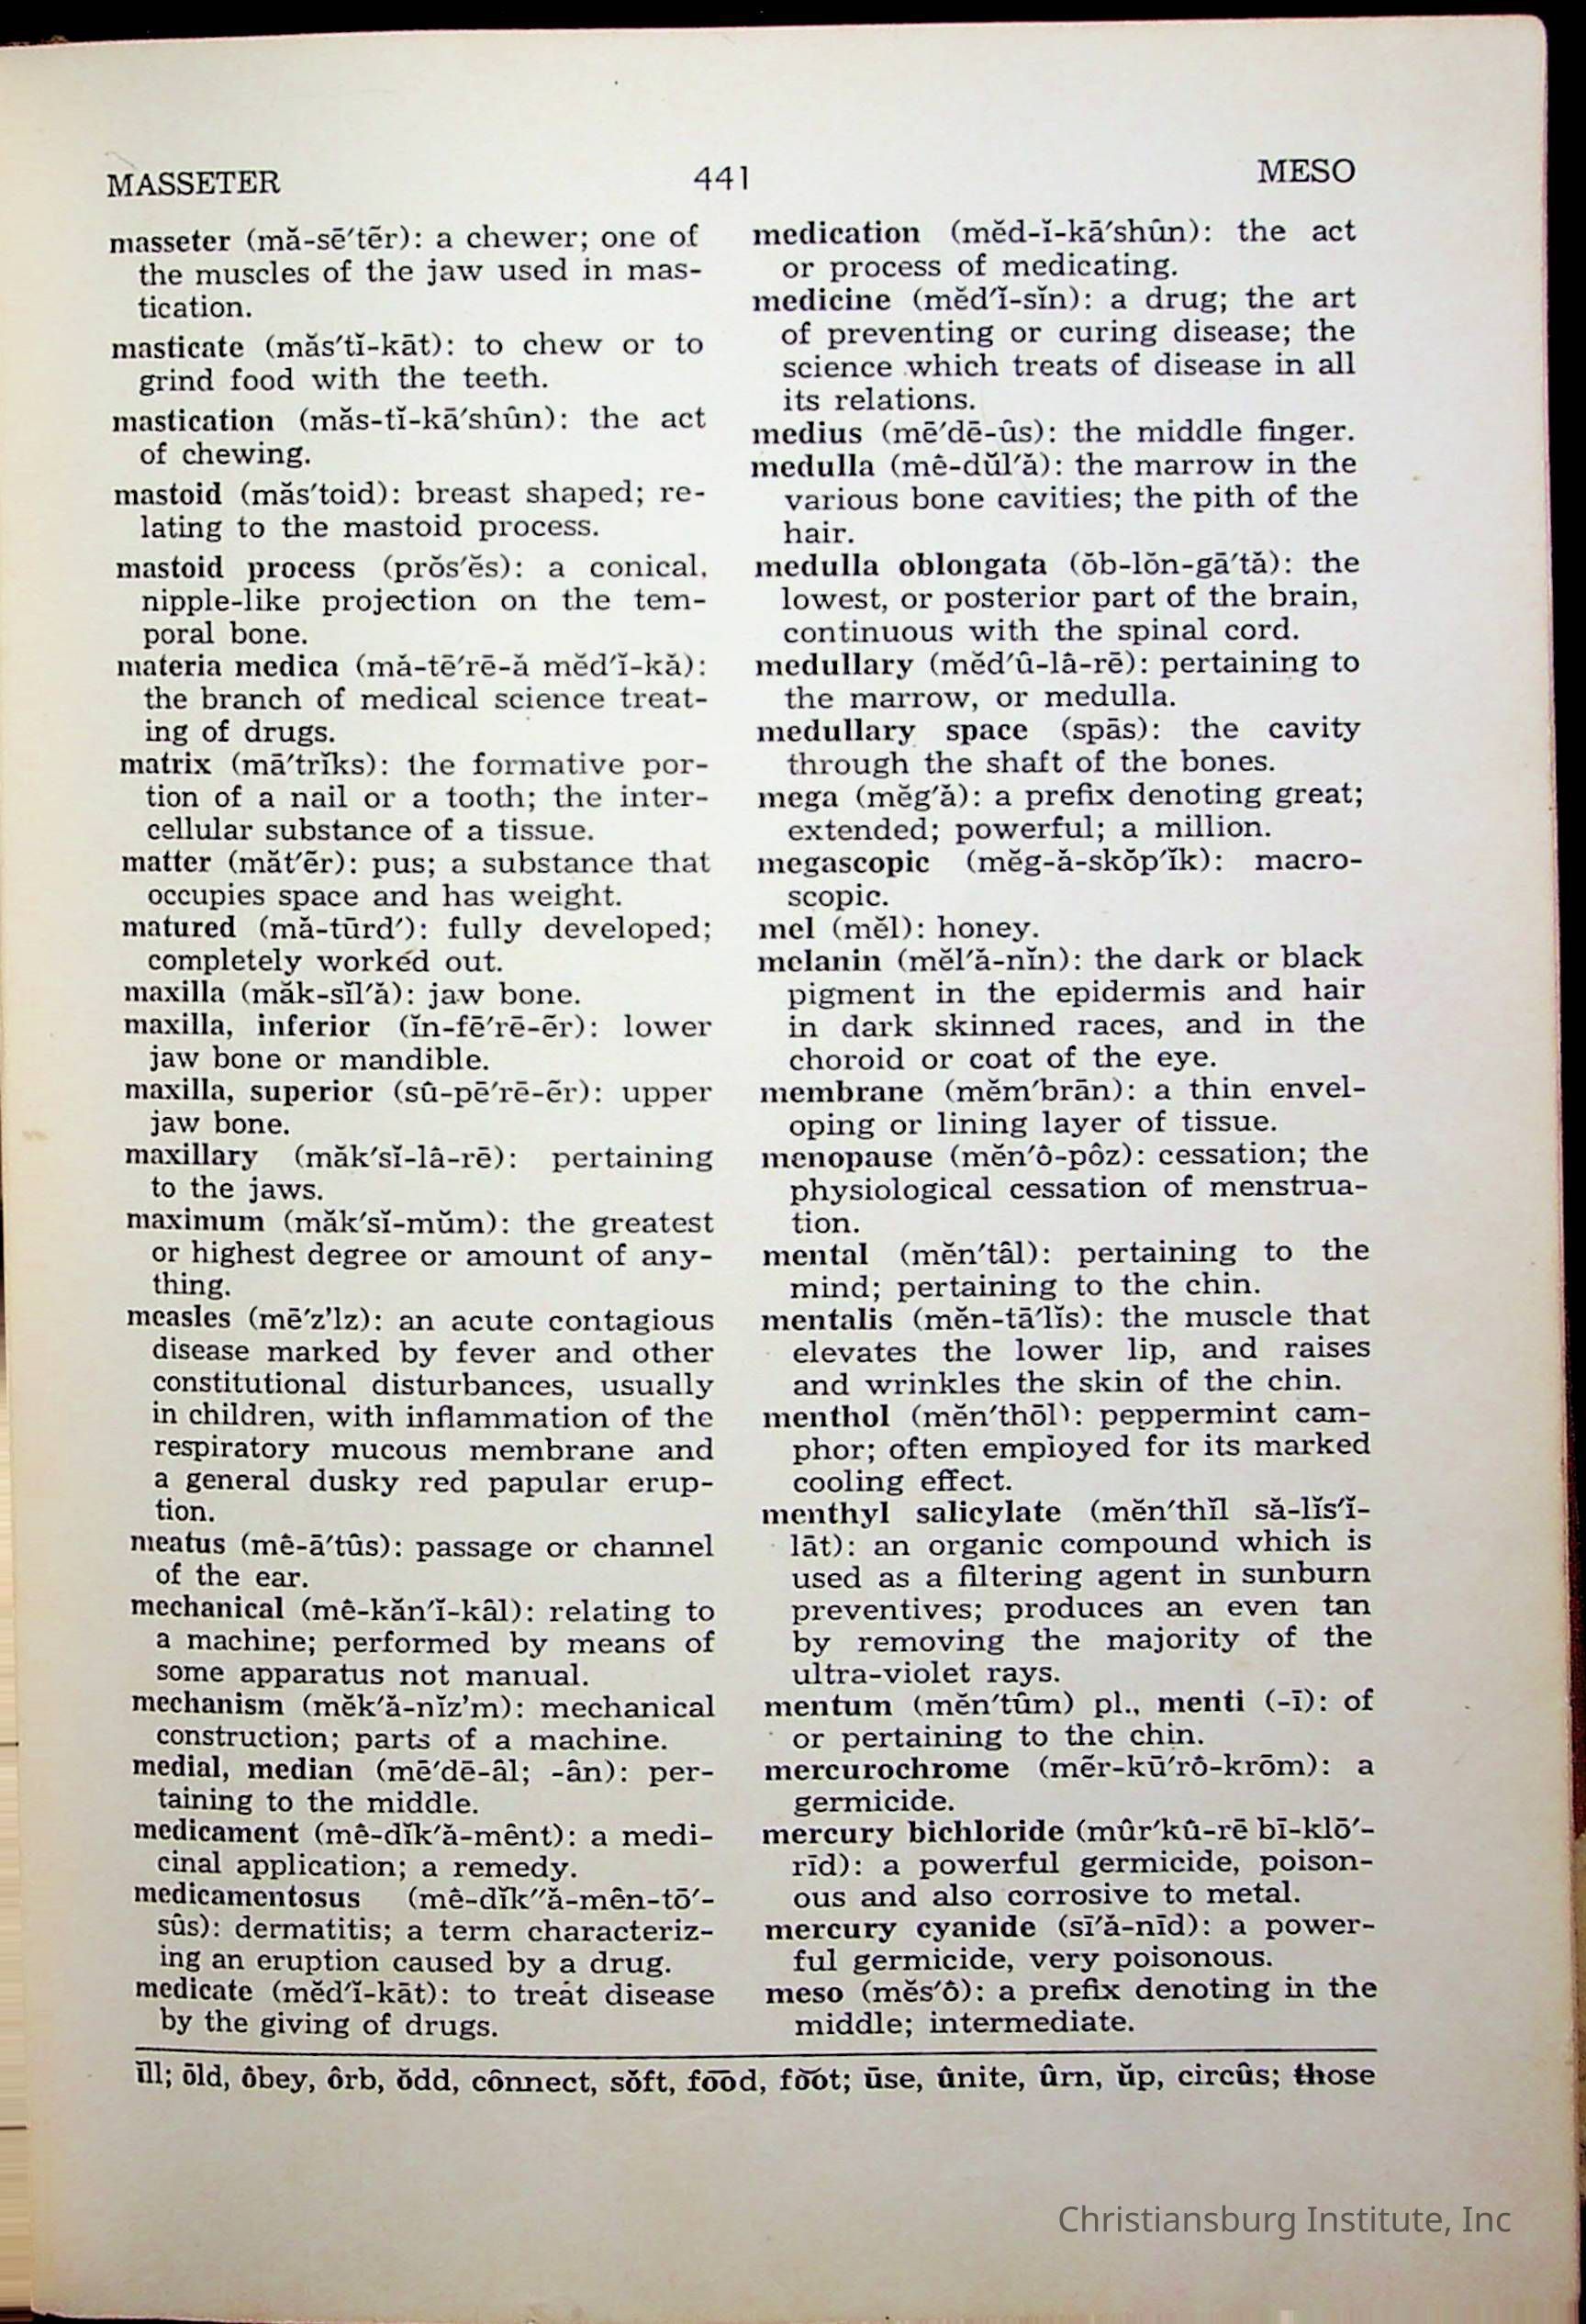 MASSETER 441 MESO
masseter (mă-sē′tẽr): a chewer; one of
the muscles of the jaw used in mas-
tication.
masticate (măs′tĭ-kāt): to chew or to
grind food with the teeth.
mastication (măs-tĭ-kā′shûn): the act
of chewing.
mastoid (măs′toid): breast shaped; re-
lating to the mastoid process.
mastoid process (prŏs′ĕs): a conical,
nipple-like projection on the tem-
poral bone.
materia medica (mă-tē′rē-ă mĕd′ĭ-kă):
the branch of medical science treat-
ing of drugs.
matrix (mā′trĭks): the formative por-
tion of a nail or a tooth; the inter-
cellular substance of a tissue.
matter (măt′ẽr): pus; a substance that
occupies space and has weight.
matured (mă-tūrd′): fully developed;
completely worked out.
maxilla (măk-sĭl′ă): jaw bone.
maxilla, inferior (ĭn-fē′rē-ẽr): lower
jaw bone or mandible.
maxilla, superior (sû-pē′rē-ẽr): upper
jaw bone.
maxillary (măk′sĭ-lâ-rē): pertaining
to the jaws.
maximum (măk′sĭ-mŭm): the greatest
or highest degree or amount of any-
thing.
measles (mē′z'lz): an acute contagious
disease marked by fever and other
constitutional disturbances, usually
in children, with inflammation of the
respiratory mucous membrane and
a general dusky red papular erup-
tion.
meatus (mê-ā′tûs): passage or channel
of the ear.
mechanical (mê-kăn′ĭ-kâl): relating to
a machine; performed by means of
some apparatus not manual.
mechanism (mĕk′ă-nĭz'm): mechanical
construction; parts of a machine.
medial, median (mē′dē-âl; -ân): per-
taining to the middle.
medicament (mê-dĭk′ă-mênt): a medi-
cinal application; a remedy.
medicamentosus (mê-dĭk″ă-mên-tō′-
sûs): dermatitis; a term characteriz-
ing an eruption caused by a drug.
medicate (mĕd′ĭ-kāt): to treat disease
by the giving of drugs.
medication (mĕd-ĭ-kā′shûn): the act
or process of medicating.
medicine (mĕd′ĭ-sĭn): a drug; the art
of preventing or curing disease; the
science which treats of disease in all
its relations.
medius (mē′dē-ûs): the middle finger.
medulla (mê-dŭl′ă): the marrow in the
various bone cavities; the pith of the
hair.
medulla oblongata (ŏb-lŏn-gā′tă): the
lowest, or posterior part of the brain,
continuous with the spinal cord.
medullary (mĕd′û-lâ-rē): pertaining to
the marrow, or medulla.
medullary space (spās): the cavity
through the shaft of the bones.
mega (mĕg′ă): a prefix denoting great;
extended; powerful; a million.
megascopic (mĕg-ă-skŏp′ĭk): macro-
scopic.
mel (mĕl): honey.
melanin (mĕl′ă-nĭn): the dark or black
pigment in the epidermis and hair
in dark skinned races, and in the
choroid or coat of the eye.
membrane (mĕm′brān): a thin envel-
oping or lining layer of tissue.
menopause (mĕn′ô-pôz): cessation; the
physiological cessation of menstrua-
tion.
mental (mĕn′tâl): pertaining to the
mind; pertaining to the chin.
mentalis (mĕn-tā′lĭs): the muscle that
elevates the lower lip, and raises
and wrinkles the skin of the chin.
menthol (mĕn′thōl): peppermint cam-
phor; often employed for its marked
cooling effect.
menthyl salicylate (mĕn′thĭl să-lĭs′ĭ-
lāt): an organic compound which is
used as a filtering agent in sunburn
preventives; produces an even tan
by removing the majority of the
ultra-violet rays.
mentum (mĕn′tûm) pl., menti (-ī): of
or pertaining to the chin.
mercurochrome (mẽr-kū′rô-krōm): a
germicide.
mercury bichloride (mûr′kû-rē bī-klō′-
rīd): a powerful germicide, poison-
ous and also corrosive to metal.
mercury cyanide (sī′ă-nīd): a power-
ful germicide, very poisonous.
meso (mĕs′ô): a prefix denoting in the
middle; intermediate.
ĭll; ōld, ôbey, ôrb, ŏdd, cônnect, sŏft, fo͞od, fo͝ot; ūse, ûnite, ûrn, ŭp, circûs; those
Christiansburg Institute, Inc